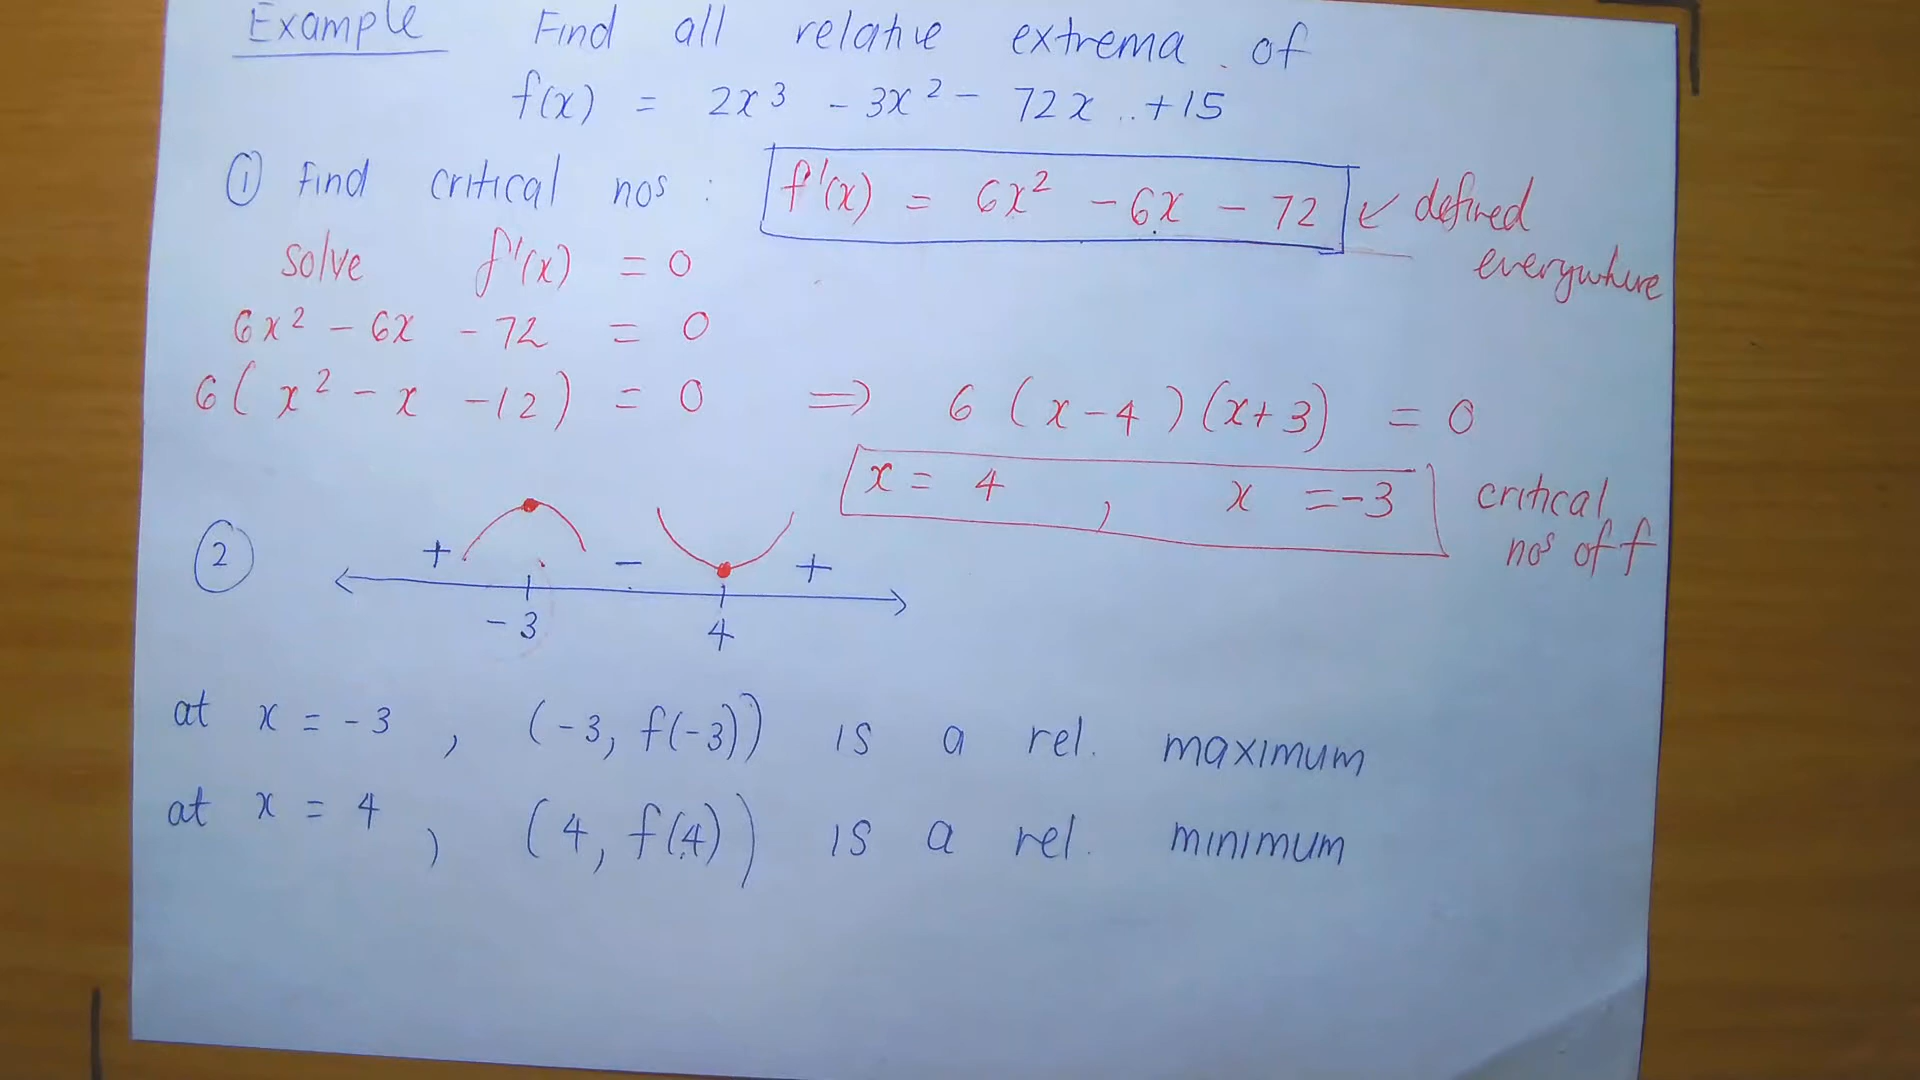 Example Find all relative extrema of
f(x) = 2x³ - 3x² - 72x + 15
① Find critical nos : f'(x) = 6x² - 6x - 72 ↙ defined everywhere
solve f'(x) = 0
6x² - 6x - 72 = 0
6(x² - x - 12) = 0 ⇒ 6(x-4)(x+3) = 0
x = 4 , x = -3 critical nos of f
② + - +
-3 4
at x = -3 , (-3, f(-3)) is a rel. maximum
at x = 4 , (4, f(4)) is a rel. minimum